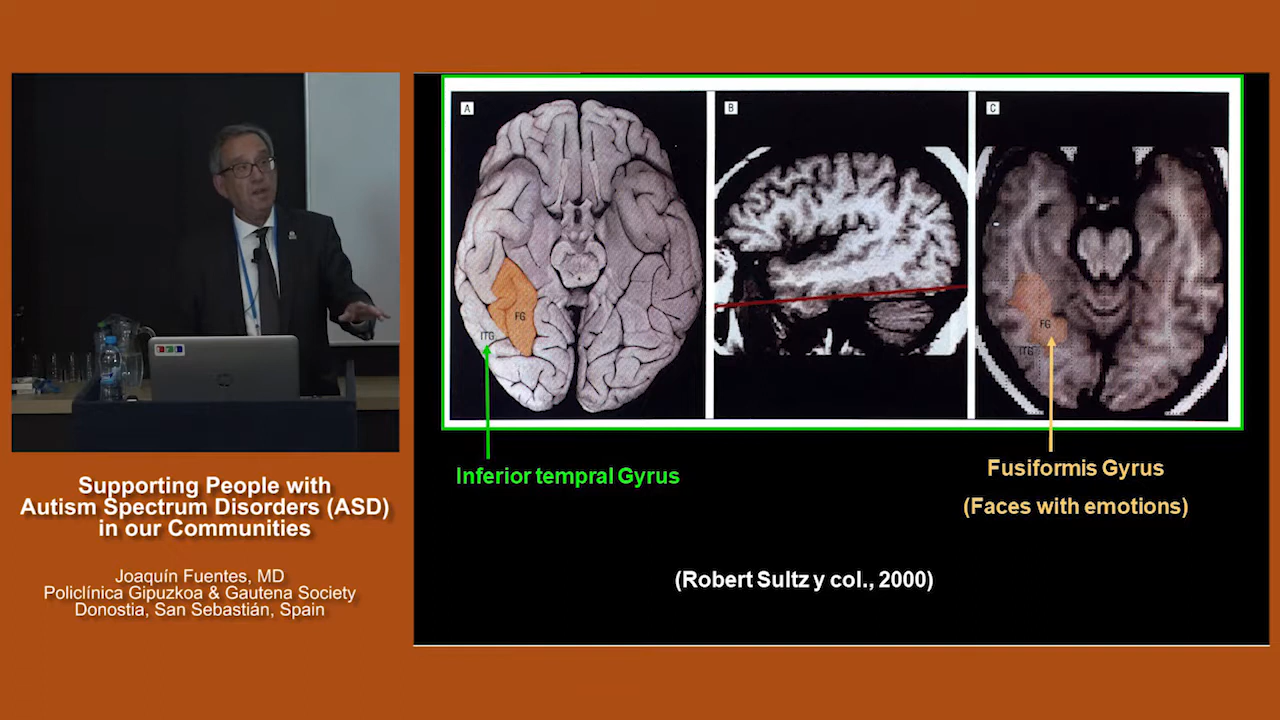 A
B
C
FG
ITG
FG
ITG
Inferior tempral Gyrus
Fusiformis Gyrus
(Faces with emotions)
(Robert Sultz y col., 2000)
Supporting People with
Autism Spectrum Disorders (ASD)
in our Communities
Joaquín Fuentes, MD
Policlínica Gipuzkoa & Gautena Society
Donostia, San Sebastián, Spain